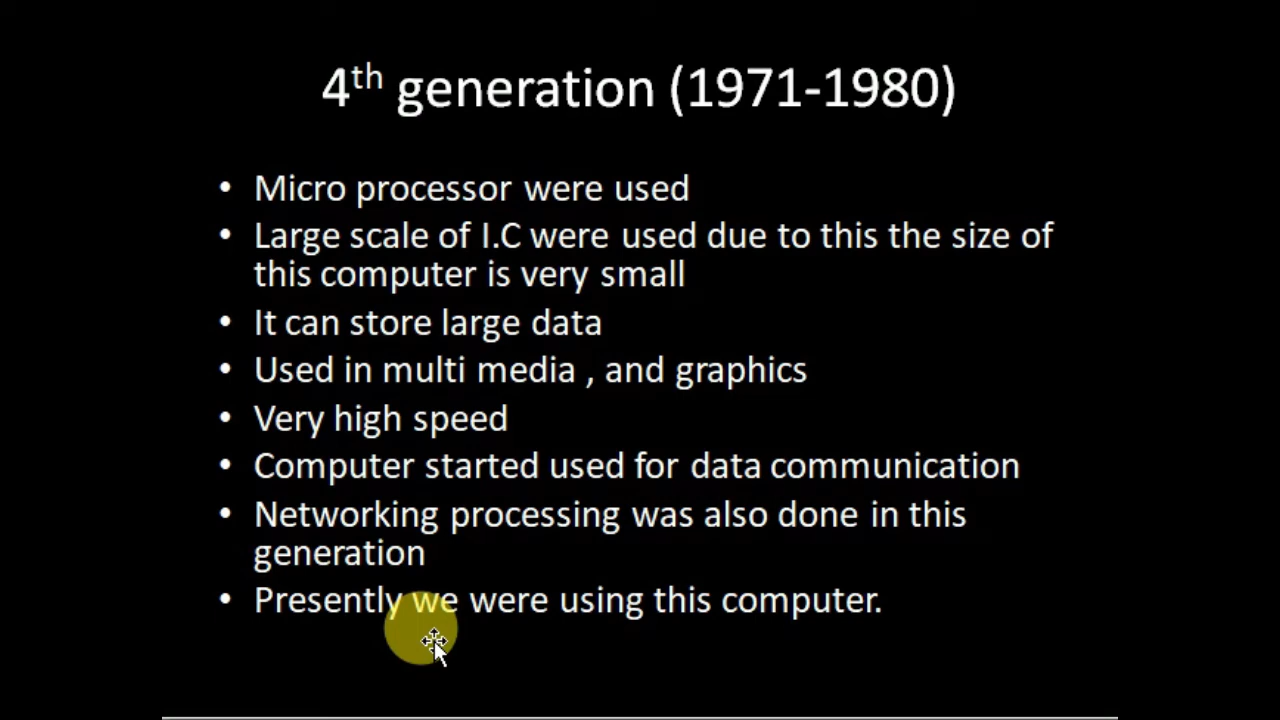 4th generation (1971-1980)
• Micro processor were used
• Large scale of I.C were used due to this the size of
this computer is very small
• It can store large data
• Used in multi media , and graphics
• Very high speed
• Computer started used for data communication
• Networking processing was also done in this
generation
• Presently we were using this computer.